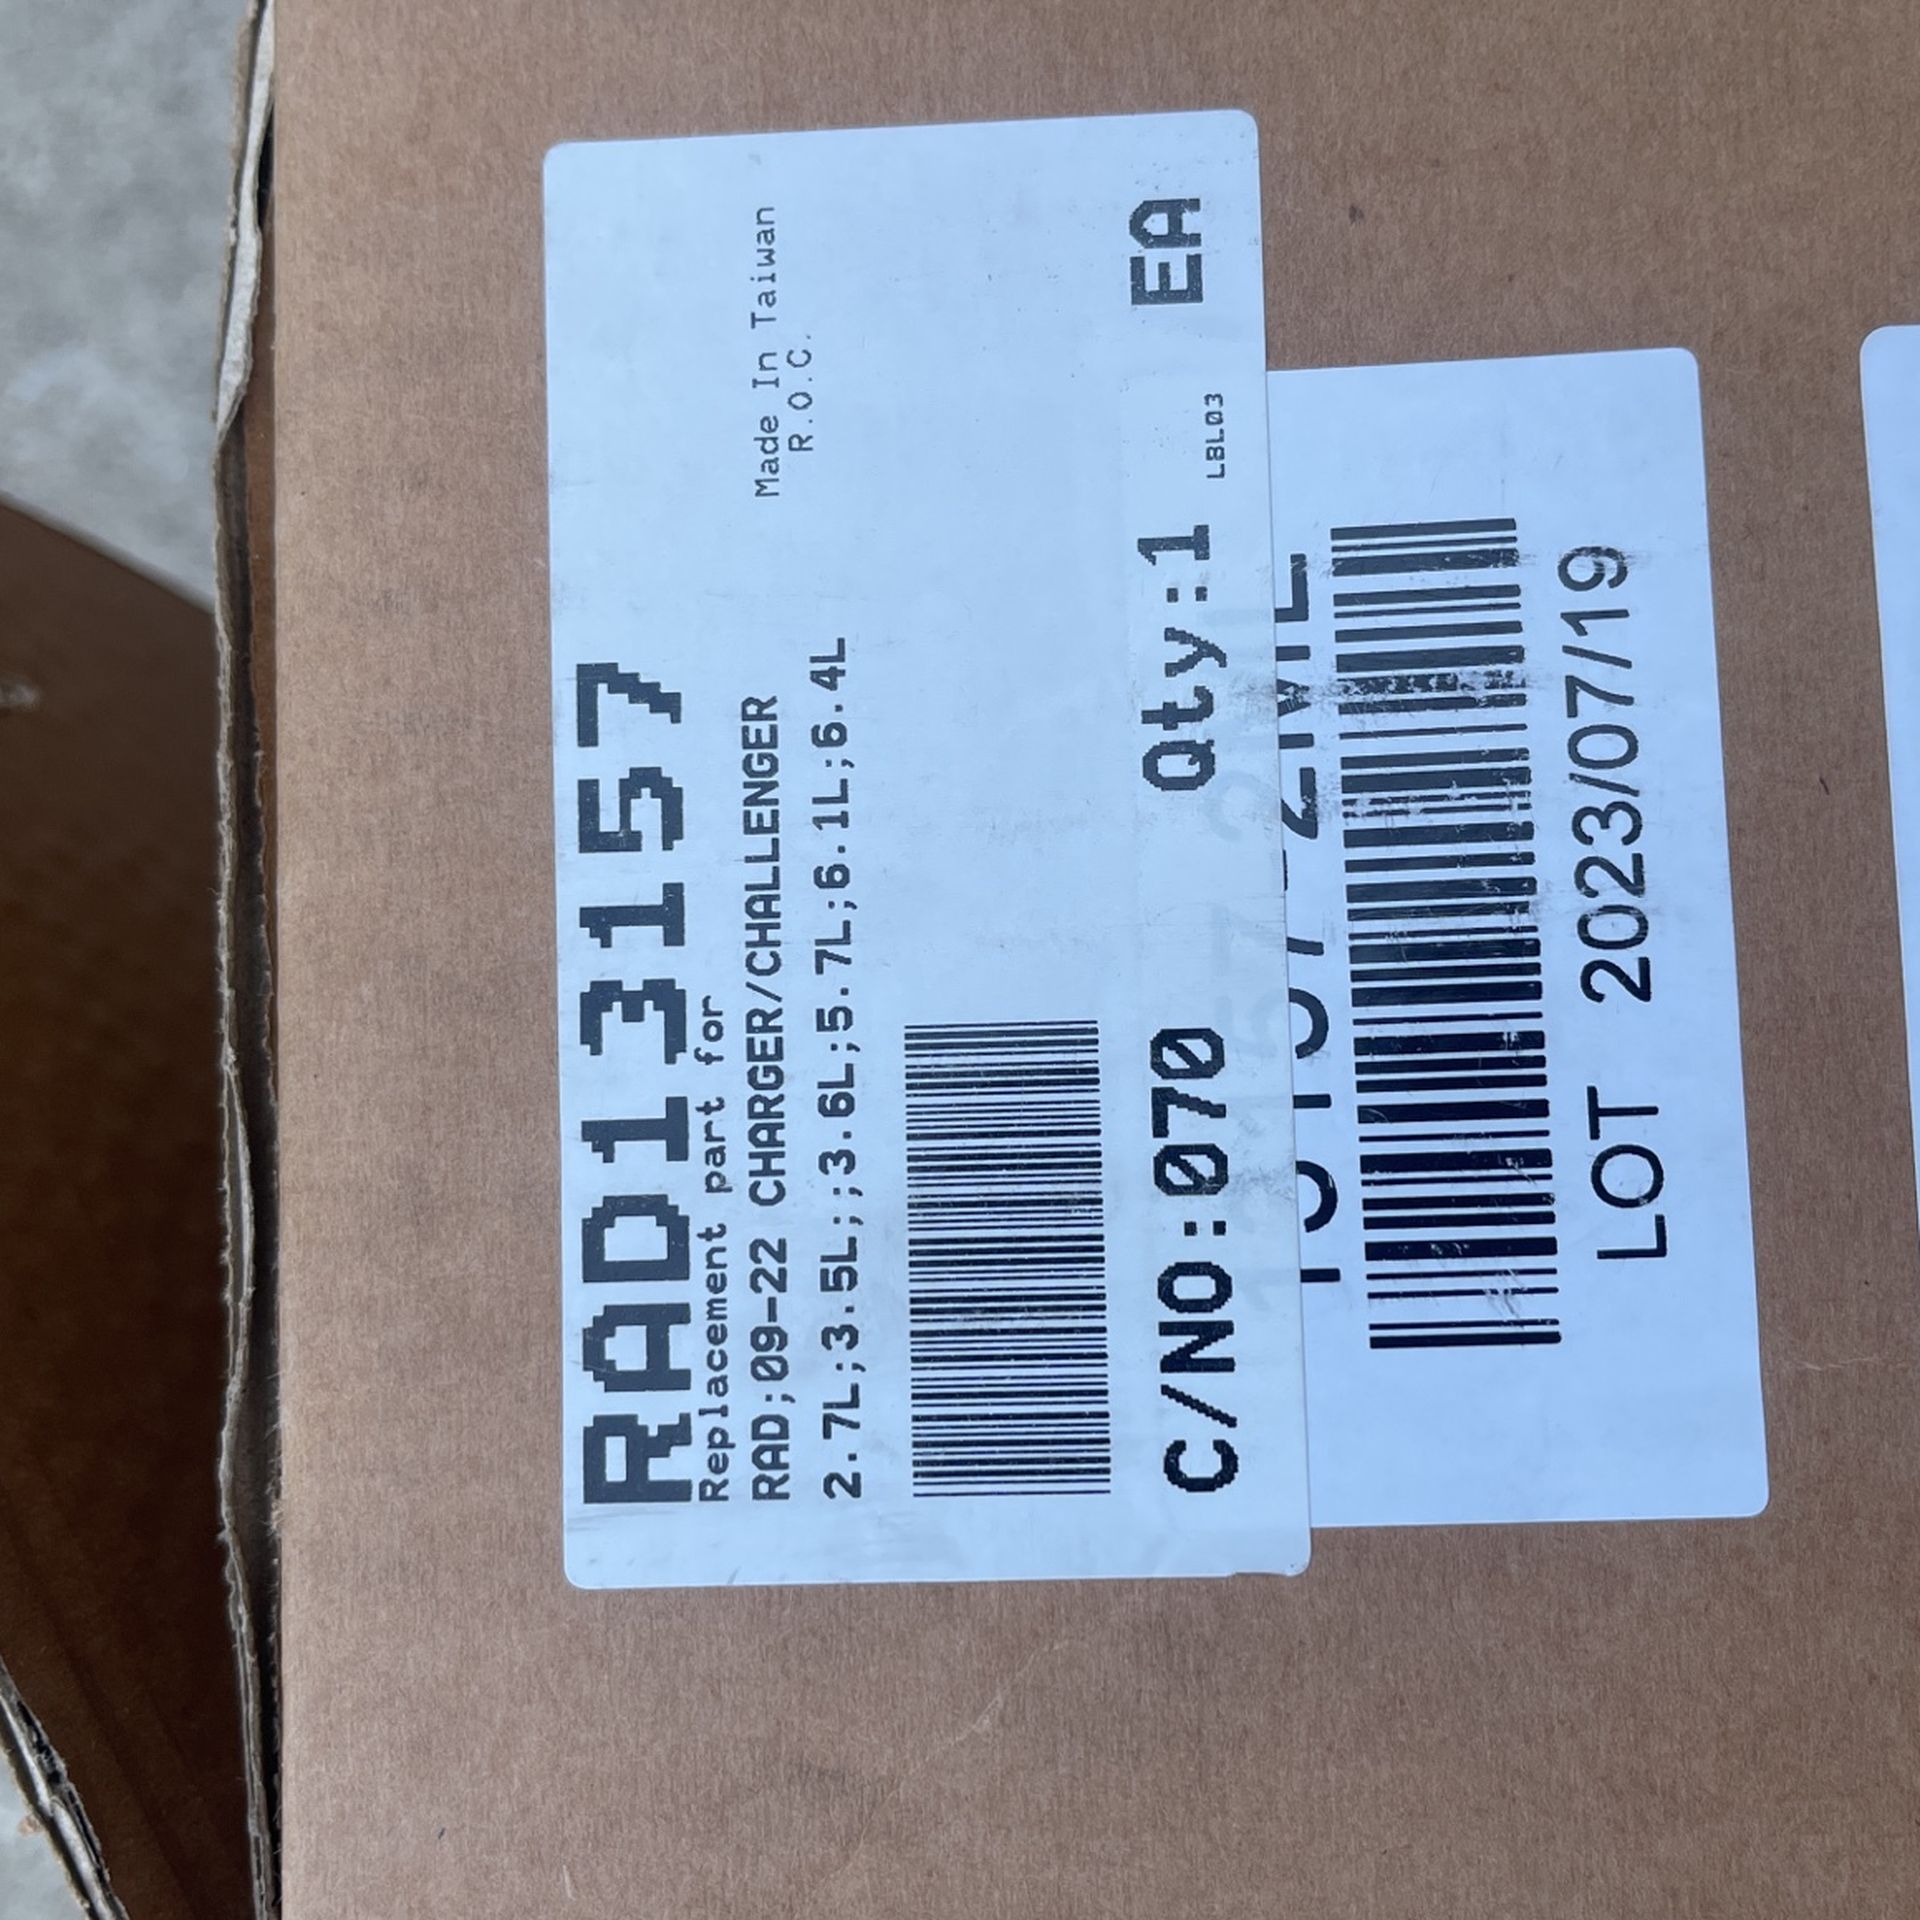 RAD13157
Replacement part for
RAD;09-22 CHARGER/CHALLENGER
Made In Taiwan
2.7L;3.5L;;3.6L;5.7L;6.1L;6.4L
R.O.C.
C/NO:070 Qty:1 EA
LBL03
LOT 2023/07/19